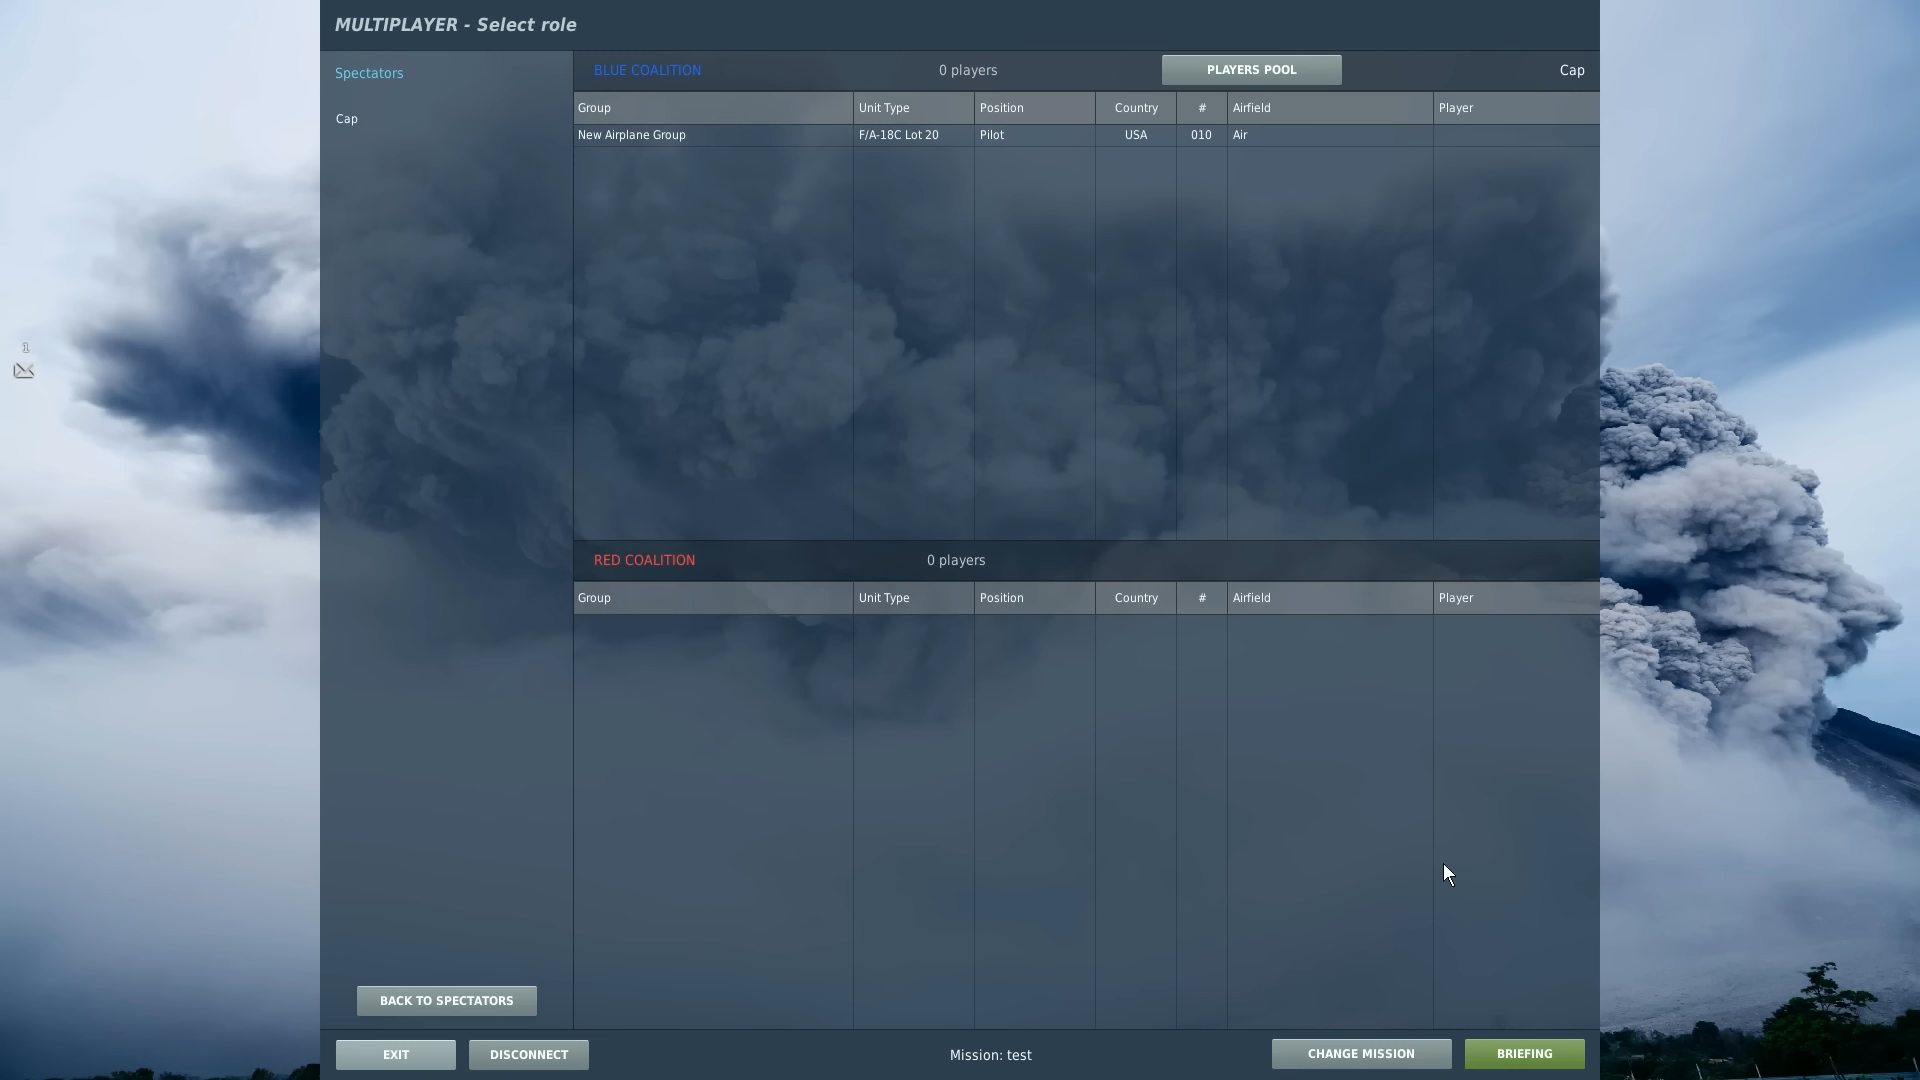 MULTIPLAYER - Select role
Spectators
Cap
BLUE COALITION 0 players PLAYERS POOL Cap
Group Unit Type Position Country # Airfield Player
New Airplane Group F/A-18C Lot 20 Pilot USA 010 Air
1
RED COALITION 0 players
Group Unit Type Position Country # Airfield Player
BACK TO SPECTATORS
EXIT DISCONNECT Mission: test CHANGE MISSION BRIEFING